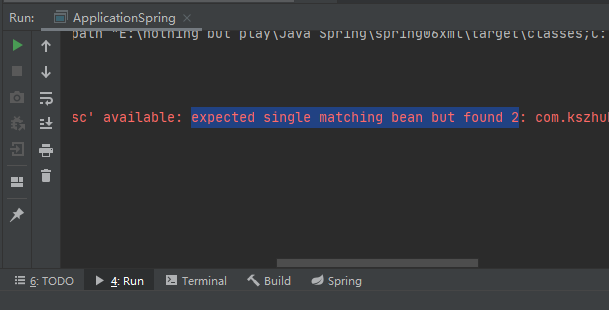 Run: ApplicationSpring
path "E:\nothing but play\Java Spring\spring06xml\target\classes;C:
sc' available: expected single matching bean but found 2: com.kszhu
6: TODO 4: Run Terminal Build Spring